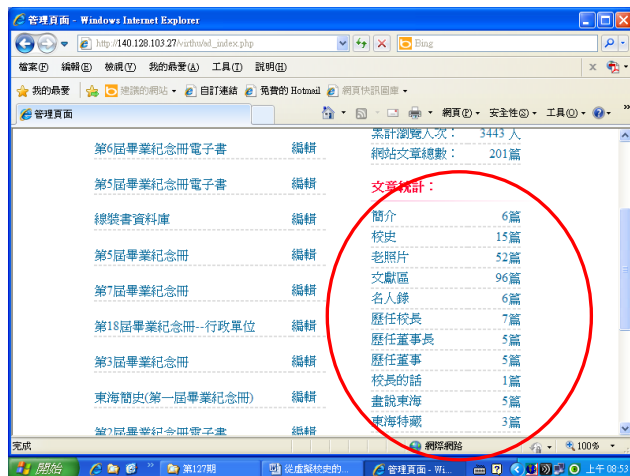 管理頁面 - Windows Internet Explorer
http://140.128.103.27/virthu/ad_index.php
Bing
檔案(F) 編輯(E) 檢視(V) 我的最愛(A) 工具(T) 說明(H)
我的最愛 建議的網站 自訂連結 免費的 Hotmail 網頁快訊圖庫
管理頁面 網頁(P) 安全性(S) 工具(O)
累計瀏覽人次： 3443 人
網站文章總數： 201篇
第6屆畢業紀念冊電子書 編輯
第5屆畢業紀念冊電子書 編輯
線裝書資料庫 編輯
第5屆畢業紀念冊 編輯
第7屆畢業紀念冊 編輯
第18屆畢業紀念冊--行政單位 編輯
第3屆畢業紀念冊 編輯
東海簡史(第一屆畢業紀念冊) 編輯
第2屆畢業紀念冊電子書 編輯
文章統計：
簡介 6篇
校史 15篇
老照片 52篇
文獻區 96篇
名人錄 6篇
歷任校長 7篇
歷任董事長 5篇
歷任董事 5篇
校長的話 1篇
畫說東海 5篇
東海特藏 3篇
完成 網際網路 100%
開始 第127期 從虛擬校史的... 管理頁面 - Wi... 上午 08:53